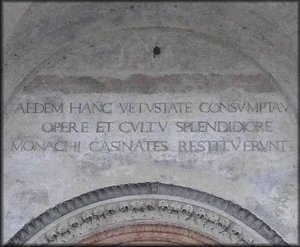 AEDEM HANC VETVSTATE CONSVMPTAM
OPERE ET CVLTV SPLENDIDIORE
MONACHI CASINATES RESTITVERVNT